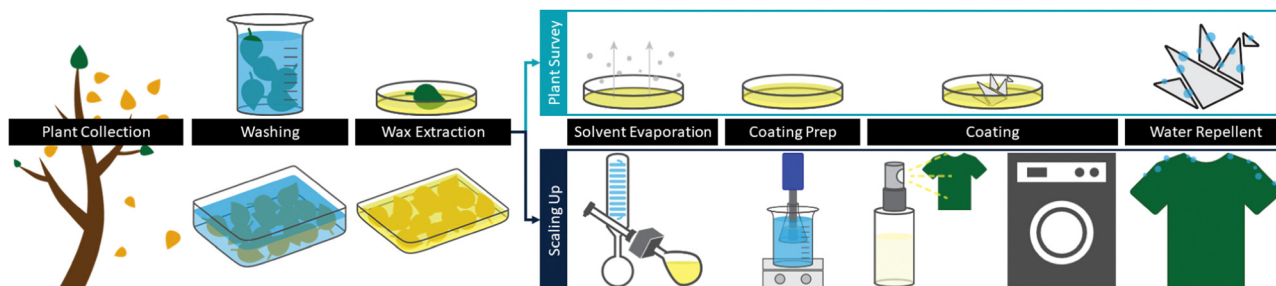 Plant Survey
Plant Collection
Washing
Wax Extraction
Solvent Evaporation
Coating Prep
Coating
Water Repellent
Scaling Up